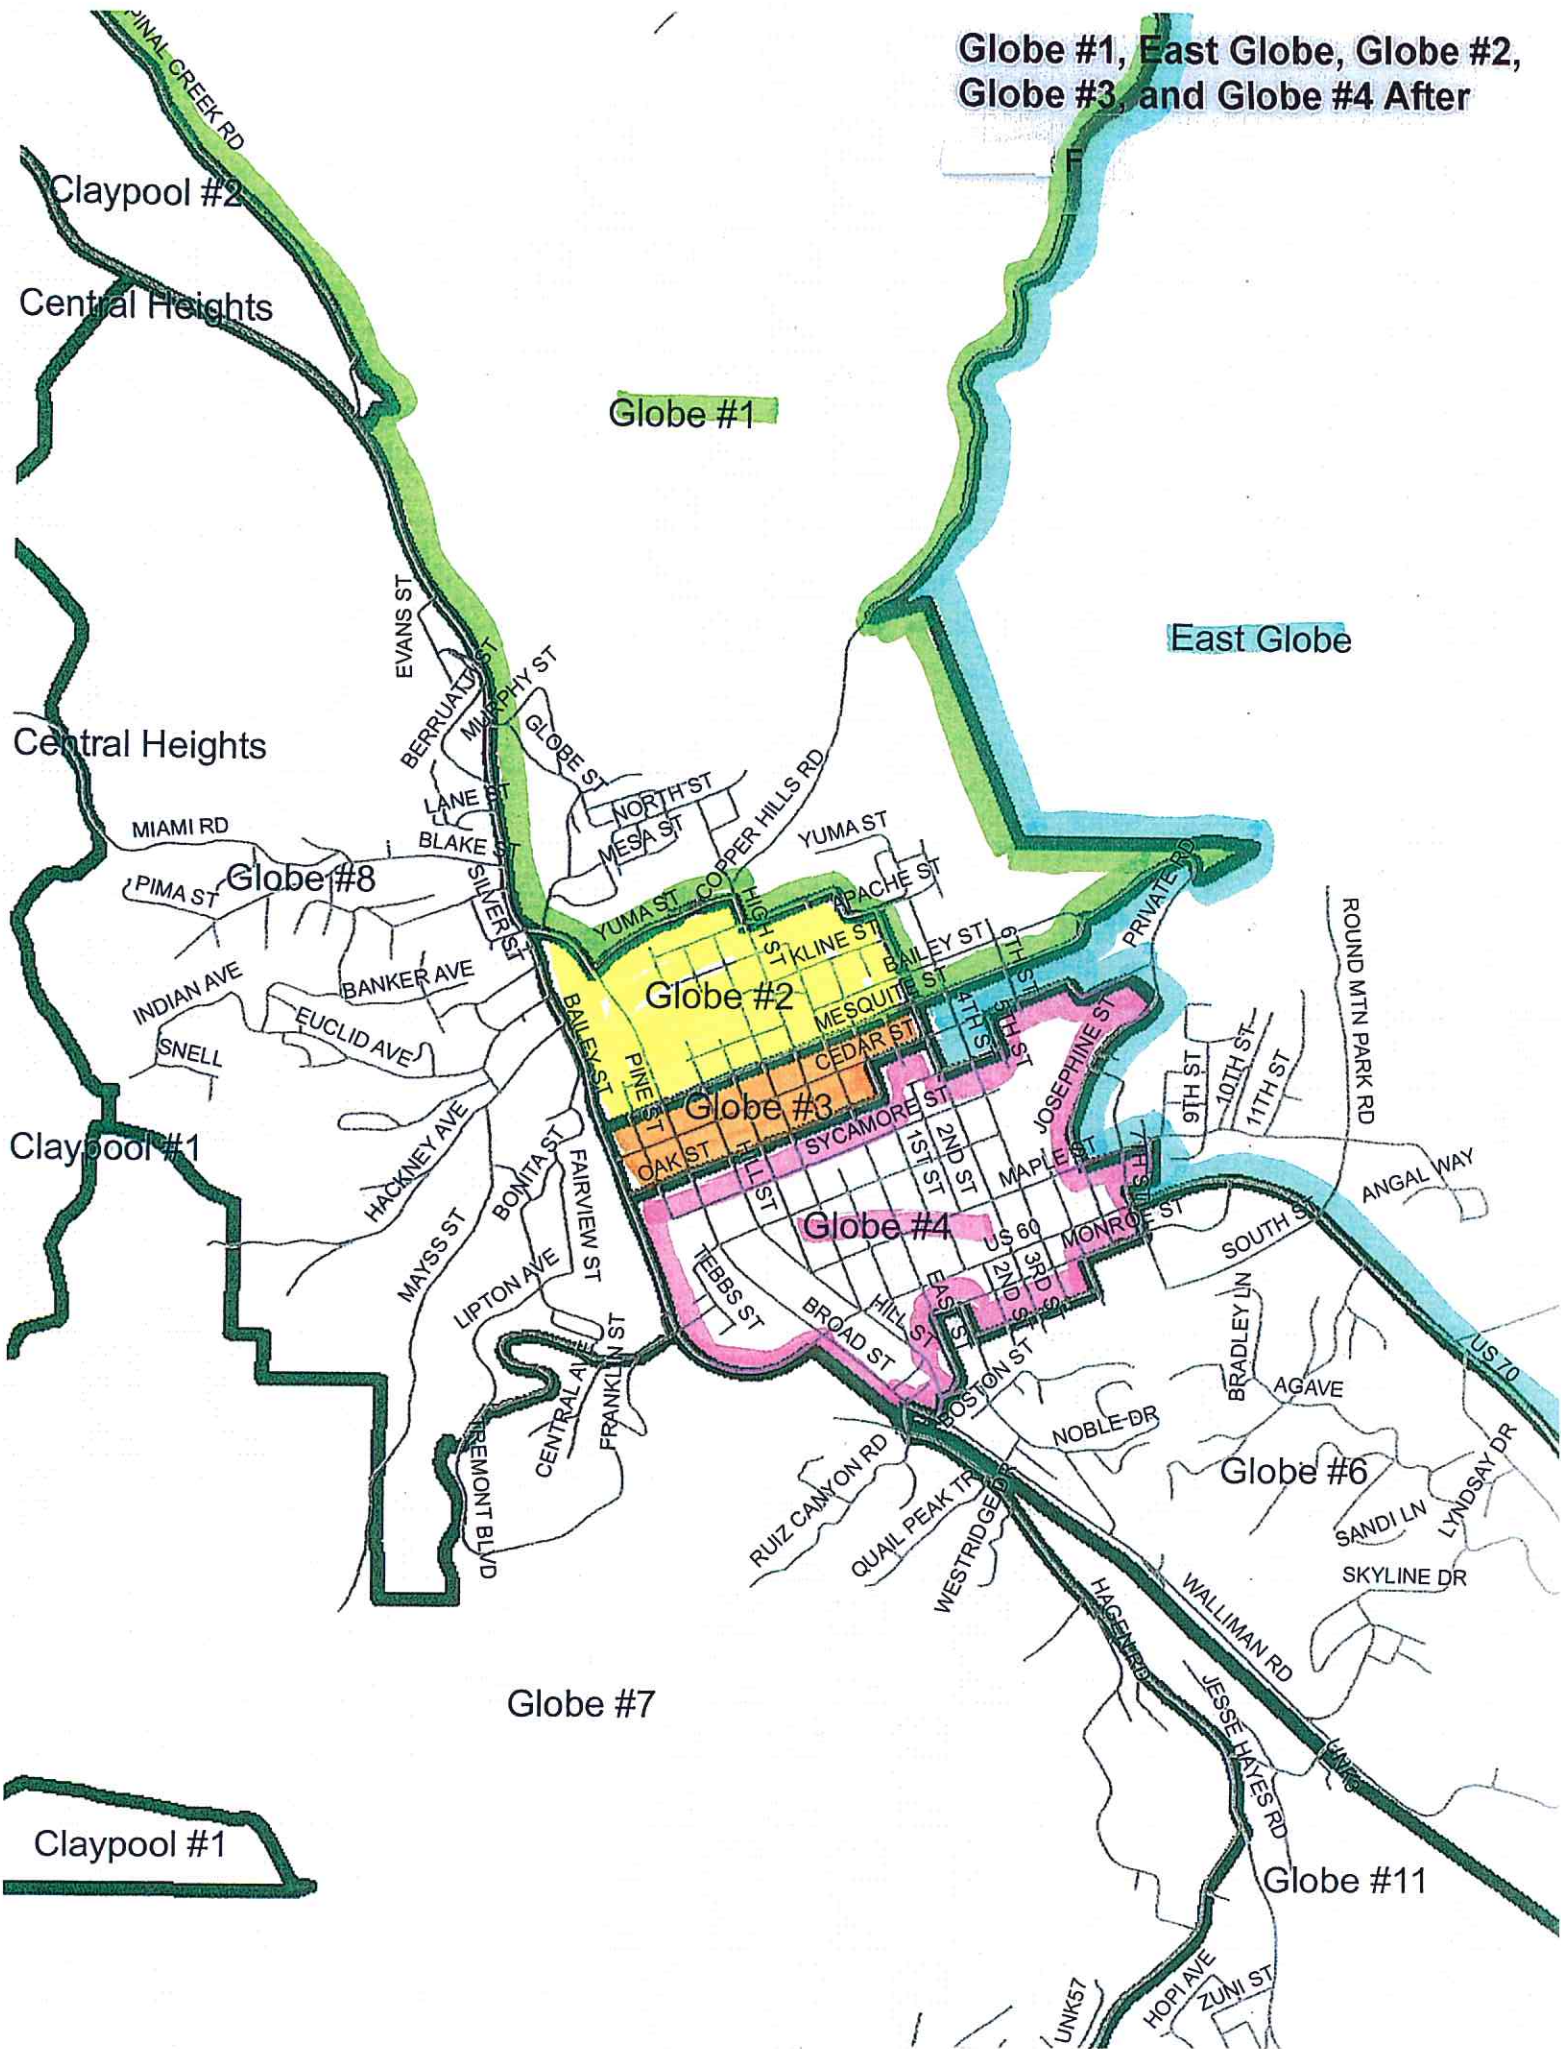 Globe #1, East Globe, Globe #2,
Globe #3, and Globe #4 After
PINAL CREEK RD
F
Claypool #2
Central Heights
Globe #1
EVANS ST
East Globe
BERRUATTO ST
MURPHY ST
GLOBE ST
Central Heights
LANE ST
NORTH ST
MIAMI RD
BLAKE ST
MESA ST
COPPER HILLS RD
YUMA ST
Globe #8
PIMA ST
SILVER ST
YUMA ST
HIGH ST
APACHE ST
PRIVATE RD
ROUND MTN PARK RD
KLINE ST
BAILEY ST
6TH ST
INDIAN AVE
BANKER AVE
Globe #2
MESQUITE ST
4TH ST
5TH ST
JOSEPHINE ST
EUCLID AVE
SNELL
BAILEY ST
PINE ST
CEDAR ST
9TH ST
10TH ST
11TH ST
Globe #3
Claypool #1
HACKNEY AVE
BONITA ST
FAIRVIEW ST
OAK ST
HILL ST
SYCAMORE ST
1ST ST
2ND ST
MAPLE ST
7TH ST
ANGAL WAY
Globe #4
US 60
MONROE ST
SOUTH ST
MAYSS ST
LIPTON AVE
TEBBS ST
BROAD ST
HILL ST
EAST ST
2ND ST
3RD ST
BRADLEY LN
US 70
CENTRAL AVE
FRANKLIN ST
BOSTON ST
AGAVE
NOBLE DR
TREMONT BLVD
RUIZ CANYON RD
QUAIL PEAK TR
WESTRIDGE DR
Globe #6
SANDI LN
LYNDSAY DR
SKYLINE DR
HAGEN RD
WALLIMAN RD
Globe #7
JESSE HAYES RD
Claypool #1
Globe #11
UNK57
HOPI AVE
ZUNI ST